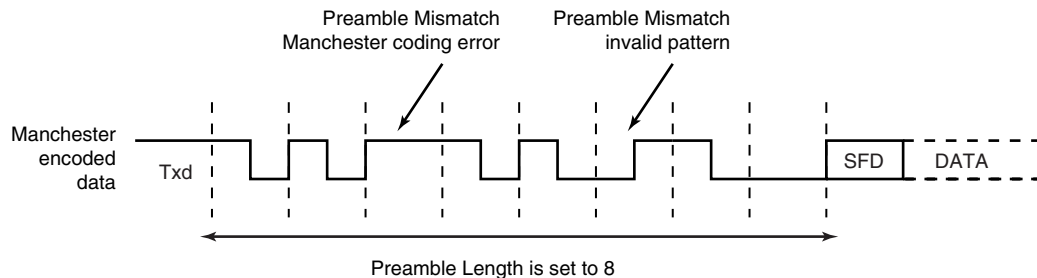 Preamble Mismatch
Manchester coding error
Preamble Mismatch
invalid pattern
Manchester
encoded
data
Txd
SFD
DATA
Preamble Length is set to 8